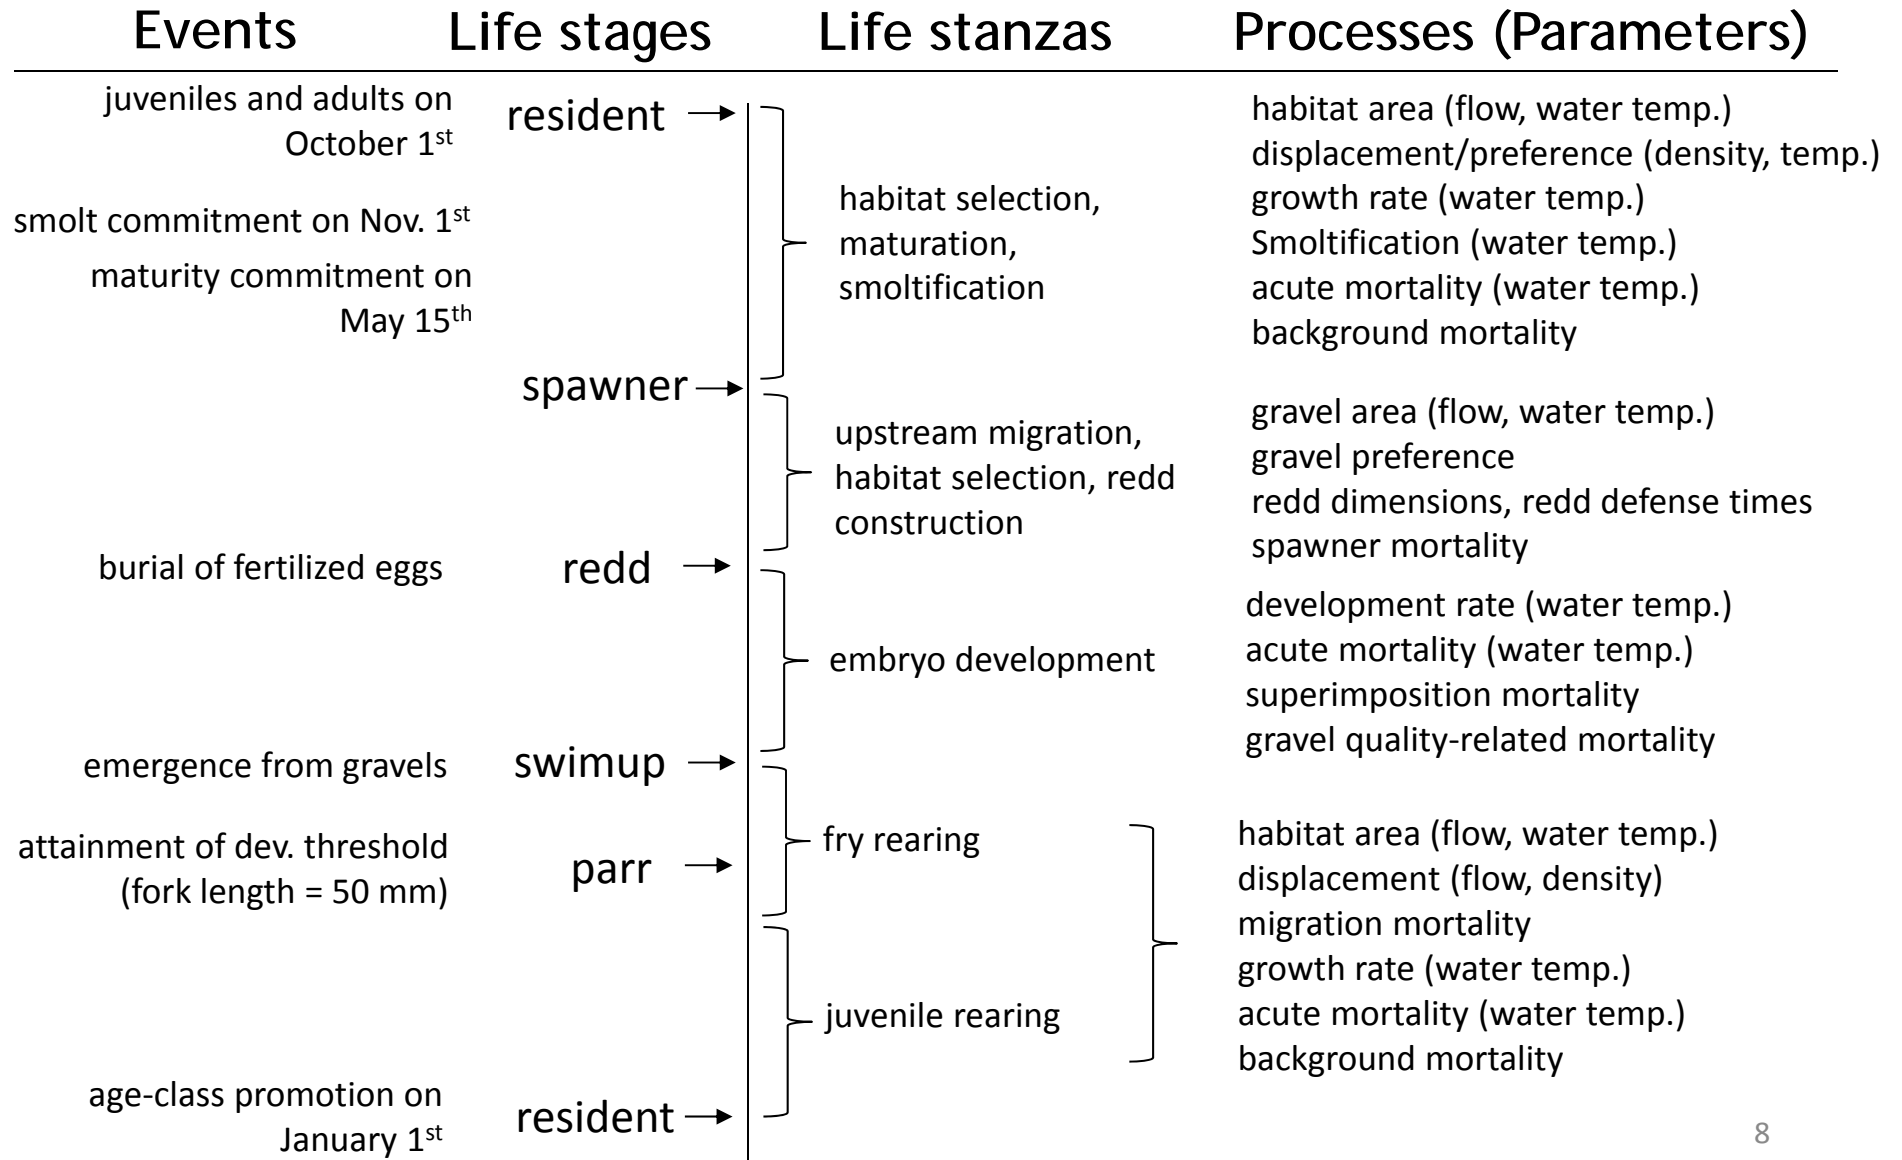 Events Life stages Life stanzas Processes (Parameters)
juveniles and adults on
October 1st
resident
smolt commitment on Nov. 1st
maturity commitment on
May 15th
habitat selection,
maturation,
smoltification
habitat area (flow, water temp.)
displacement/preference (density, temp.)
growth rate (water temp.)
Smoltification (water temp.)
acute mortality (water temp.)
background mortality
spawner
upstream migration,
habitat selection, redd
construction
gravel area (flow, water temp.)
gravel preference
redd dimensions, redd defense times
spawner mortality
burial of fertilized eggs
redd
embryo development
development rate (water temp.)
acute mortality (water temp.)
superimposition mortality
gravel quality-related mortality
emergence from gravels
swimup
fry rearing
attainment of dev. threshold
(fork length = 50 mm)
parr
juvenile rearing
habitat area (flow, water temp.)
displacement (flow, density)
migration mortality
growth rate (water temp.)
acute mortality (water temp.)
background mortality
age-class promotion on
January 1st
resident
8